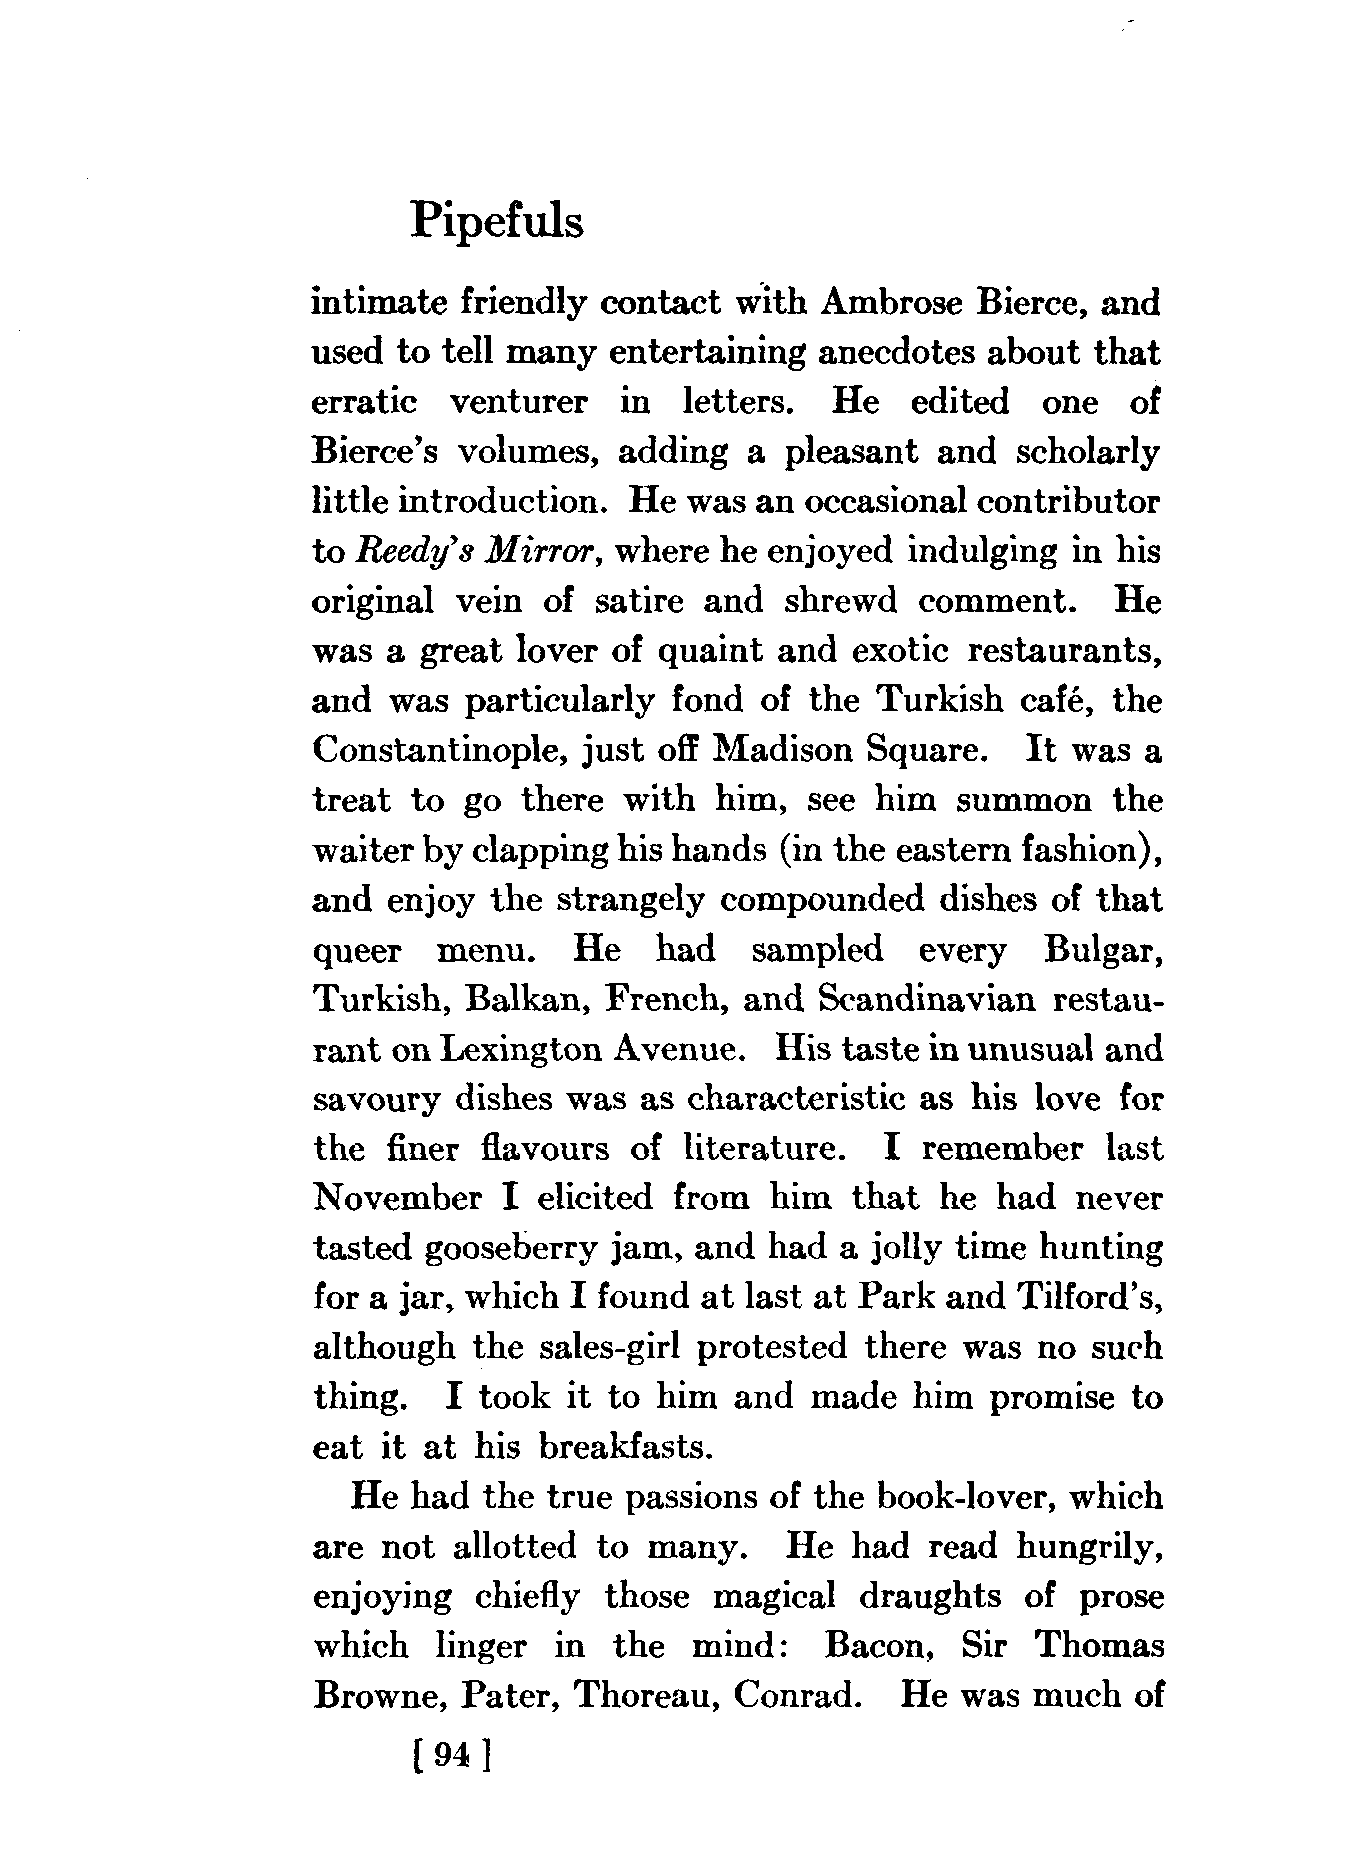 Pipefuls
intimate friendly contact with Ambrose Bierce, and
used to tell many entertaining anecdotes about that
erratic venturer in letters. He edited one of
Bierce's volumes, adding a pleasant and scholarly
little introduction. He was an occasional contributor
to Reedy's Mirror, where he enjoyed indulging in his
original vein of satire and shrewd comment. He
was a great lover of quaint and exotic restaurants,
and was particularly fond of the Turkish café, the
Constantinople, just off Madison Square. It was a
treat to go there with him, see him summon the
waiter by clapping his hands (in the eastern fashion),
and enjoy the strangely compounded dishes of that
queer menu. He had sampled every Bulgar,
Turkish, Balkan, French, and Scandinavian restau-
rant on Lexington Avenue. His taste in unusual and
savoury dishes was as characteristic as his love for
the finer flavours of literature. I remember last
November I elicited from him that he had never
tasted gooseberry jam, and had a jolly time hunting
for a jar, which I found at last at Park and Tilford's,
although the sales-girl protested there was no such
thing. I took it to him and made him promise to
eat it at his breakfasts.
He had the true passions of the book-lover, which
are not allotted to many. He had read hungrily,
enjoying chiefly those magical draughts of prose
which linger in the mind: Bacon, Sir Thomas
Browne, Pater, Thoreau, Conrad. He was much of
[ 94 ]